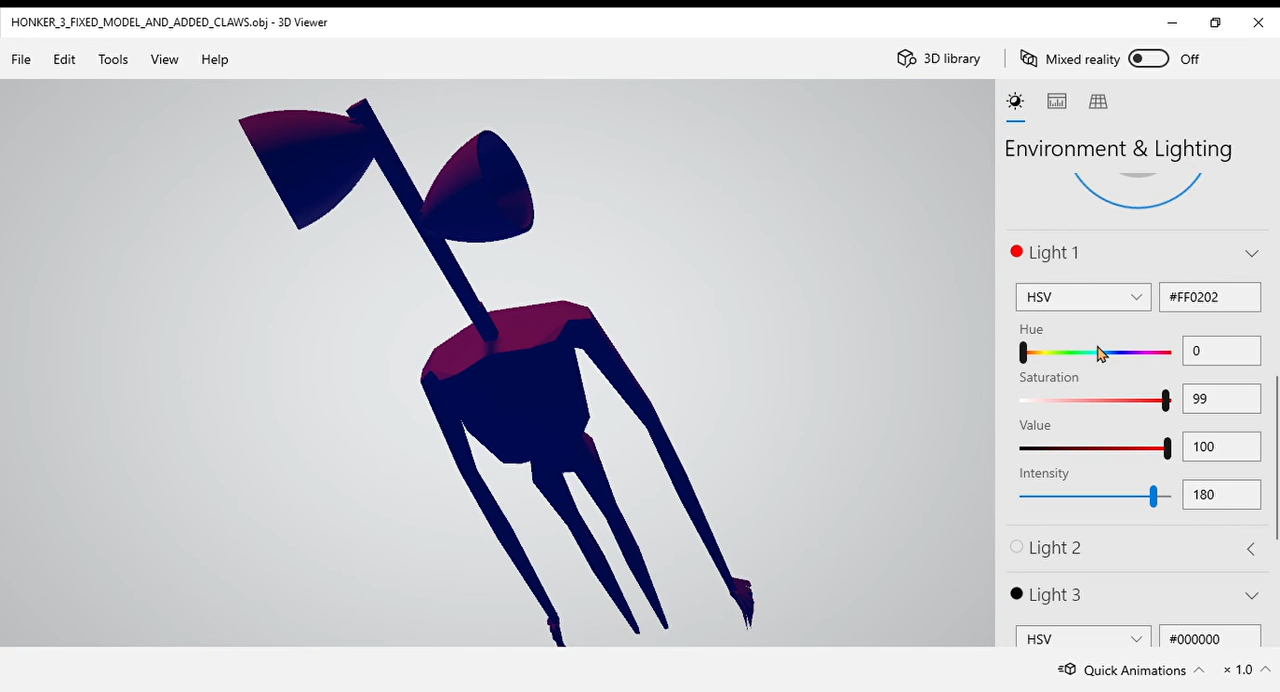 HONKER_3_FIXED_MODEL_AND_ADDED_CLAWS.obj - 3D Viewer
File Edit Tools View Help
3D library
Mixed reality Off
Environment & Lighting
Light 1
HSV #FF0202
Hue
0
Saturation
99
Value
100
Intensity
180
Light 2
Light 3
HSV #000000
Quick Animations × 1.0